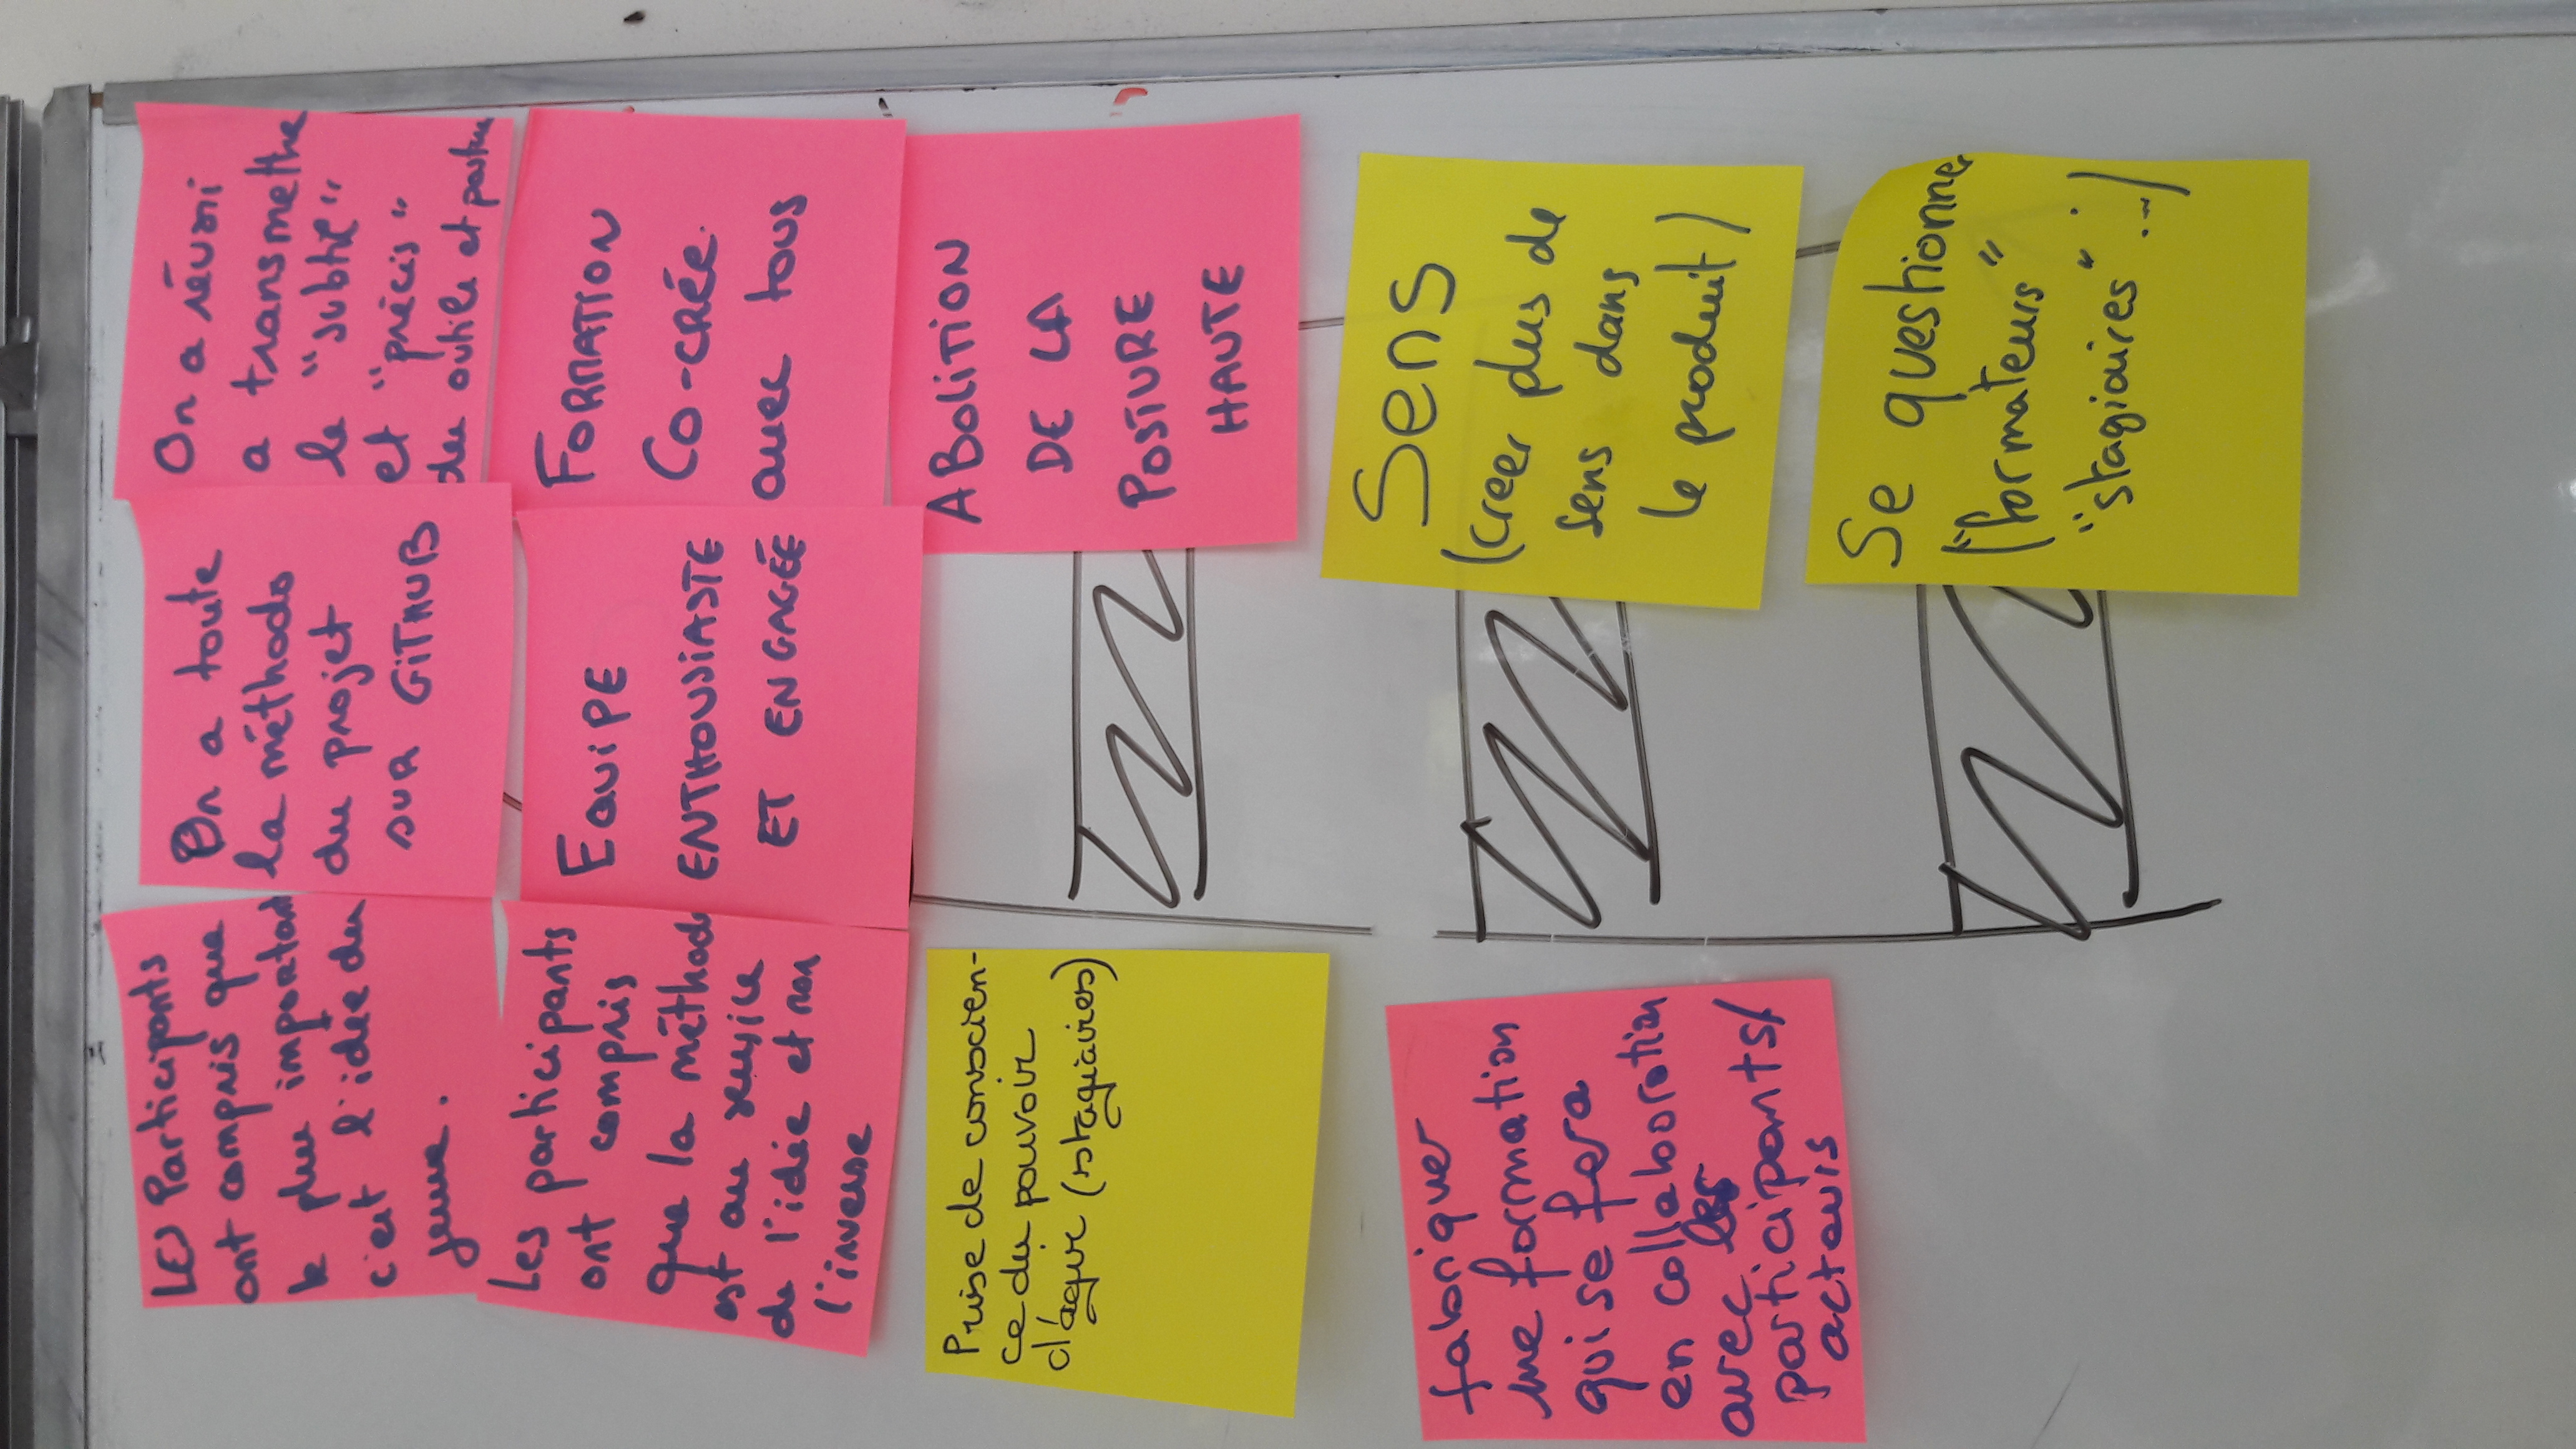 Les Participants
ont compris que
le plus important
c'est l'idée du
jeune.
On a toute
la méthodo
du projet
SUR GITHUB
On a réussi
a transmettre
le "subtil"
et "précis"
des outils et posture
Les participants
ont compris
que la méthode
est au service
de l'idée et non
l'inverse
EQUIPE
ENTHOUSIASTE
ET ENGAGÉE
FORMATION
CO-CRÉE
avec tous
Prise de conscien-
ce du pouvoir
d'agir (stagiaires)
ABOLITION
DE LA
POSTURE
HAUTE
fabriquer
une formation
qui se fera
en collaboration
avec les
participants/
acteurs
Sens
(creer plus de
sens dans
le produit)
Se questionner
("formateurs"
"stagiaires" ...)